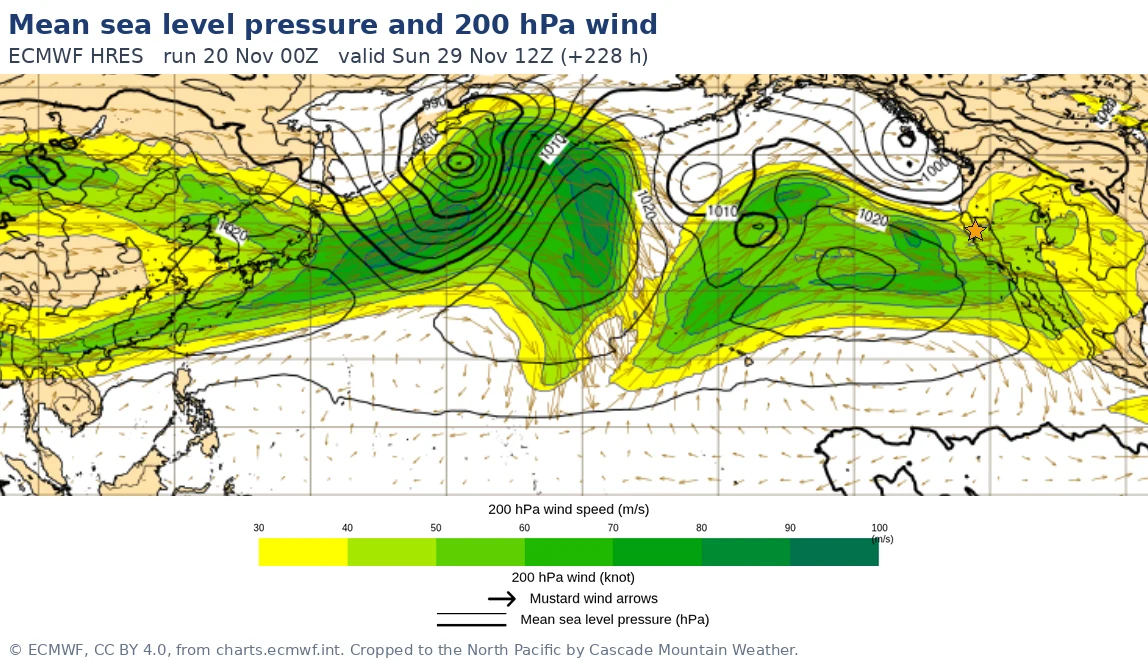 Mean sea level pressure and 200 hPa wind
ECMWF HRES run 20 Nov 00Z valid Sun 29 Nov 12Z (+228 h)
990
980
1010
1020
1010
1020
1020
1000
200 hPa wind speed (m/s)
30 40 50 60 70 80 90 100
(m/s)
200 hPa wind (knot)
Mustard wind arrows
Mean sea level pressure (hPa)
© ECMWF, CC BY 4.0, from charts.ecmwf.int. Cropped to the North Pacific by Cascade Mountain Weather.